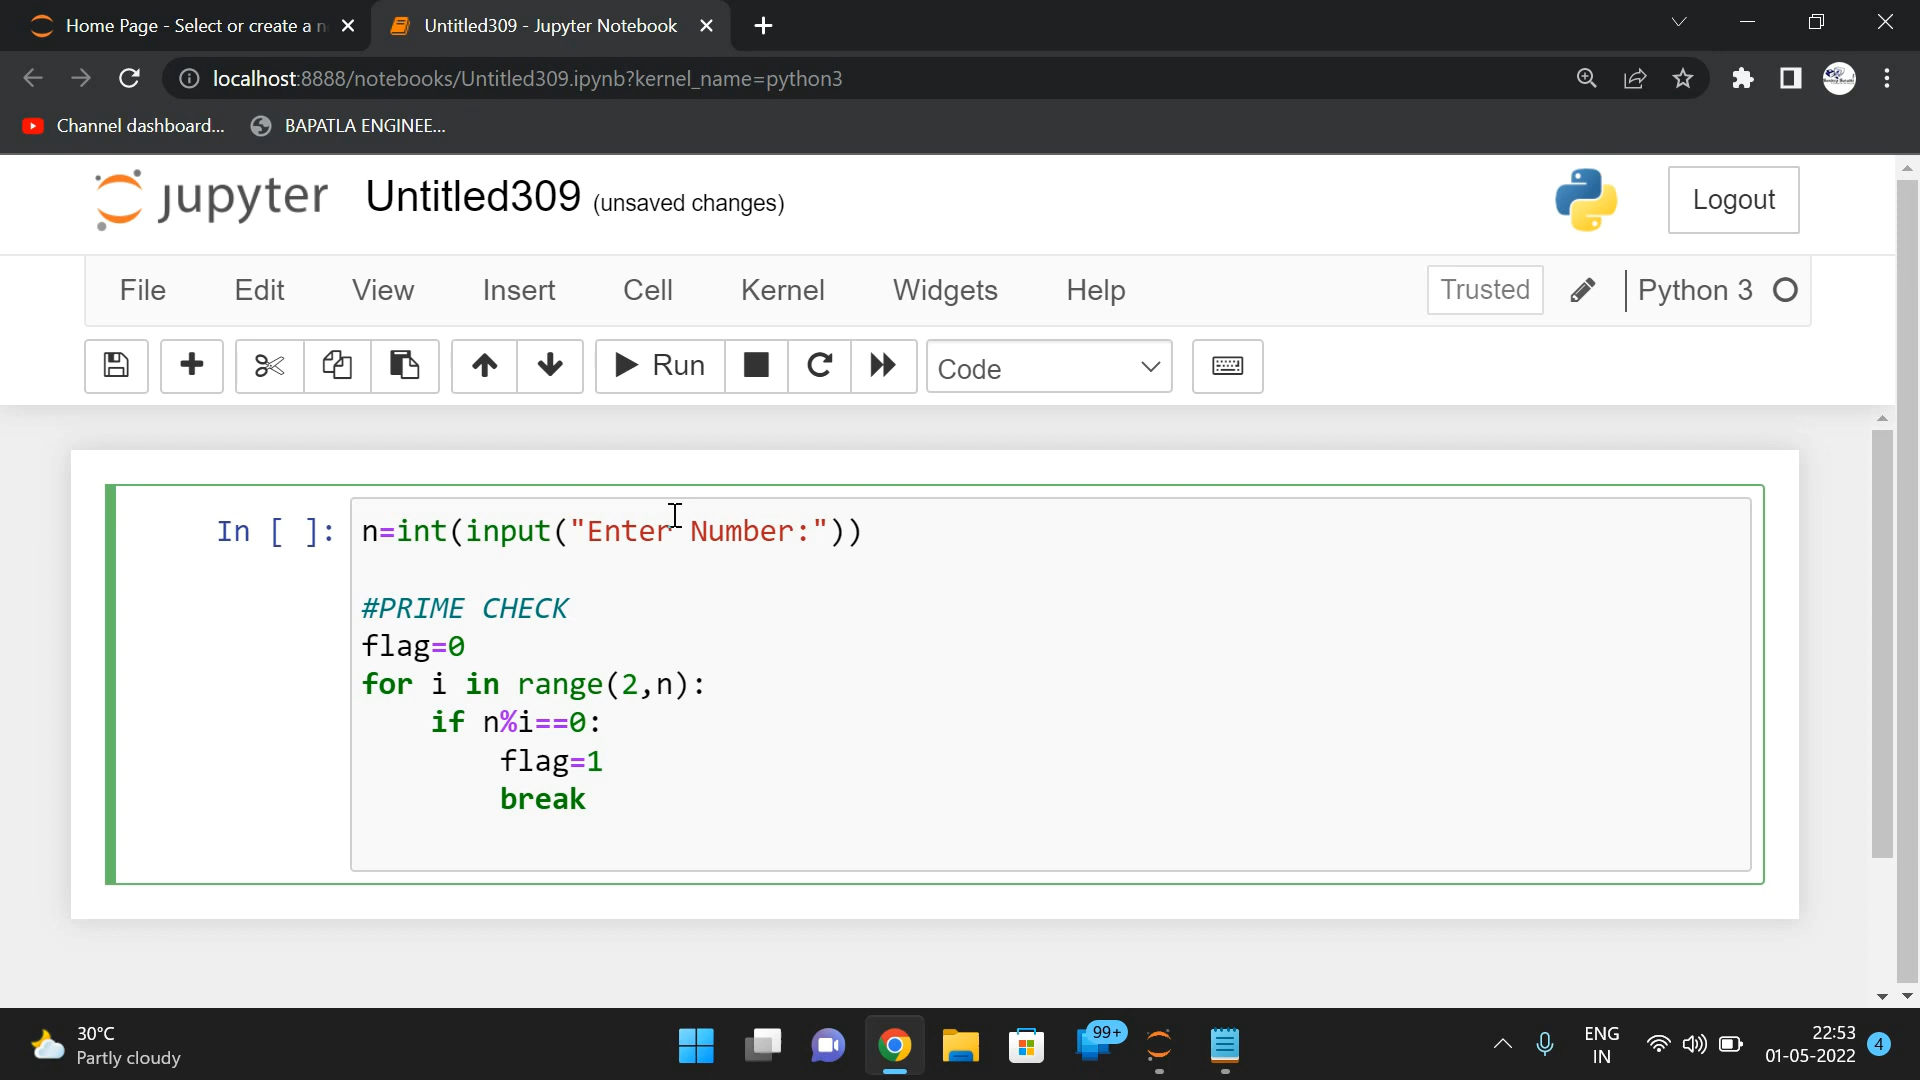 Home Page - Select or create a n
Untitled309 - Jupyter Notebook
localhost:8888/notebooks/Untitled309.ipynb?kernel_name=python3
Channel dashboard...
BAPATLA ENGINEE...
jupyter Untitled309 (unsaved changes)
Logout
File Edit View Insert Cell Kernel Widgets Help
Trusted
Python 3
Run
Code
In [ ]:
n=int(input("Enter Number:"))
#PRIME CHECK
flag=0
for i in range(2,n):
    if n%i==0:
        flag=1
        break
30°C
Partly cloudy
99+
ENG
IN
22:53
01-05-2022
4